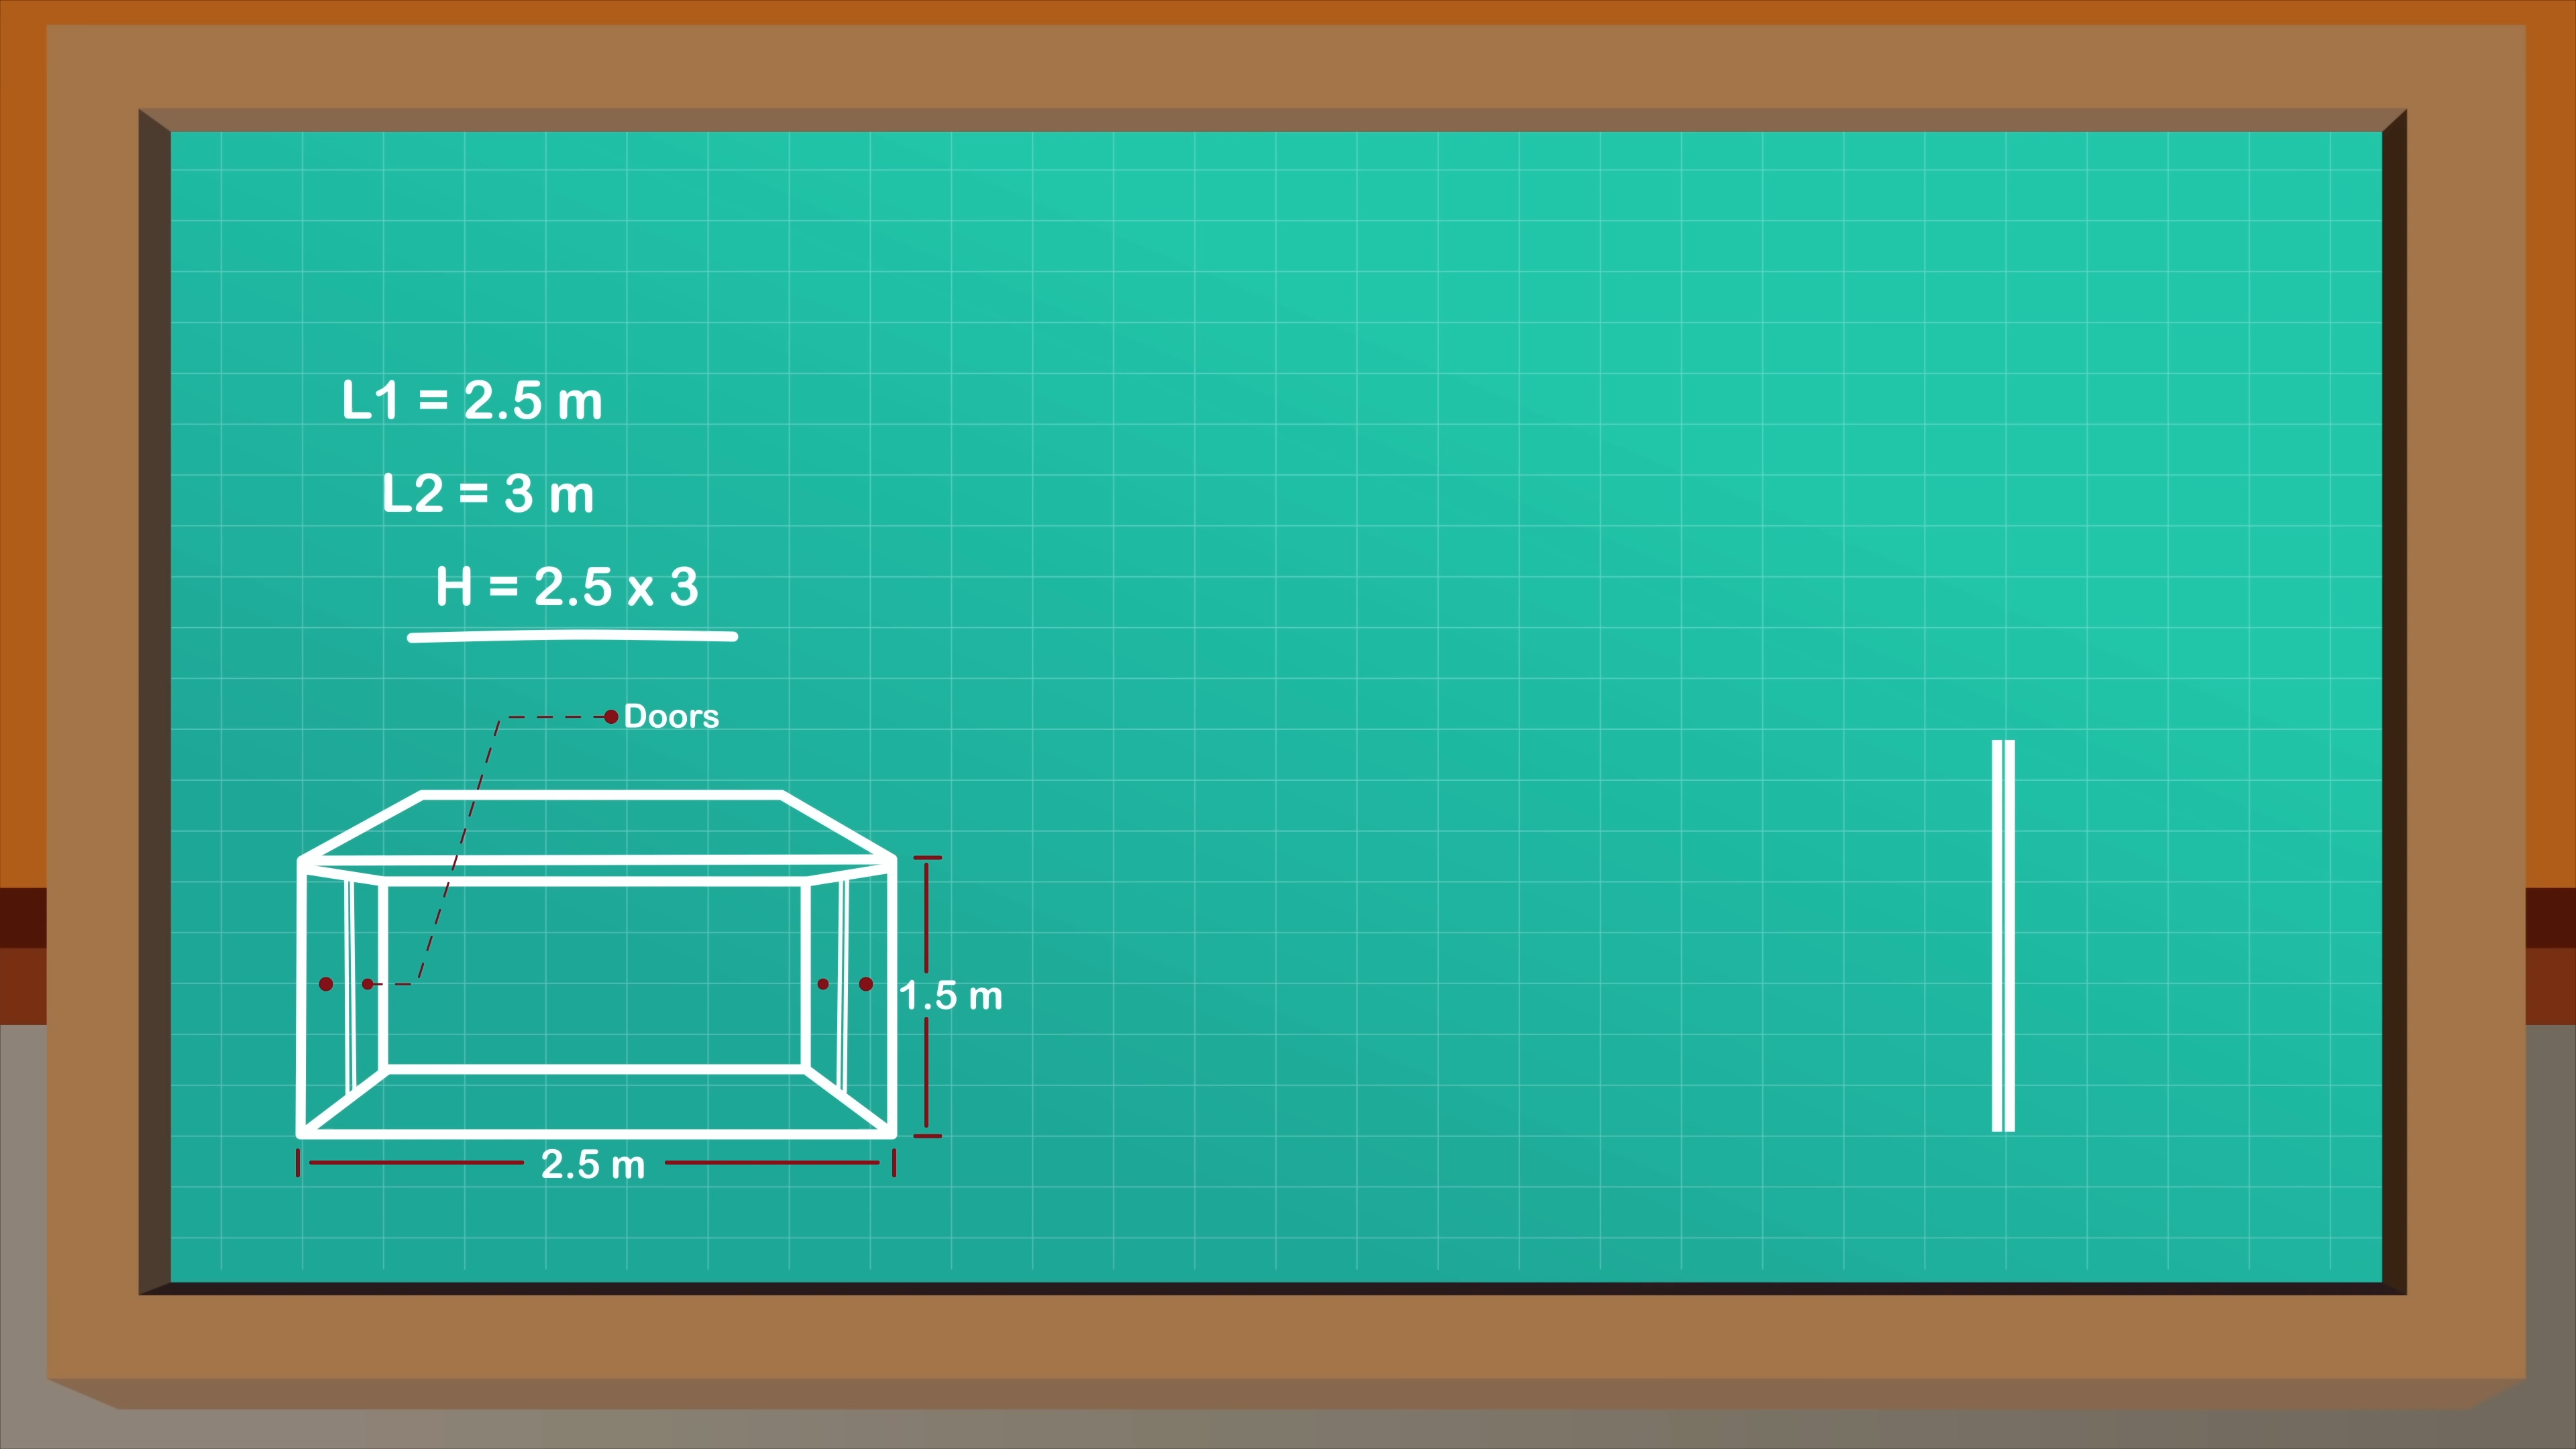 L1 = 2.5 m
L2 = 3 m
H = 2.5 x 3
Doors
1.5 m
2.5 m